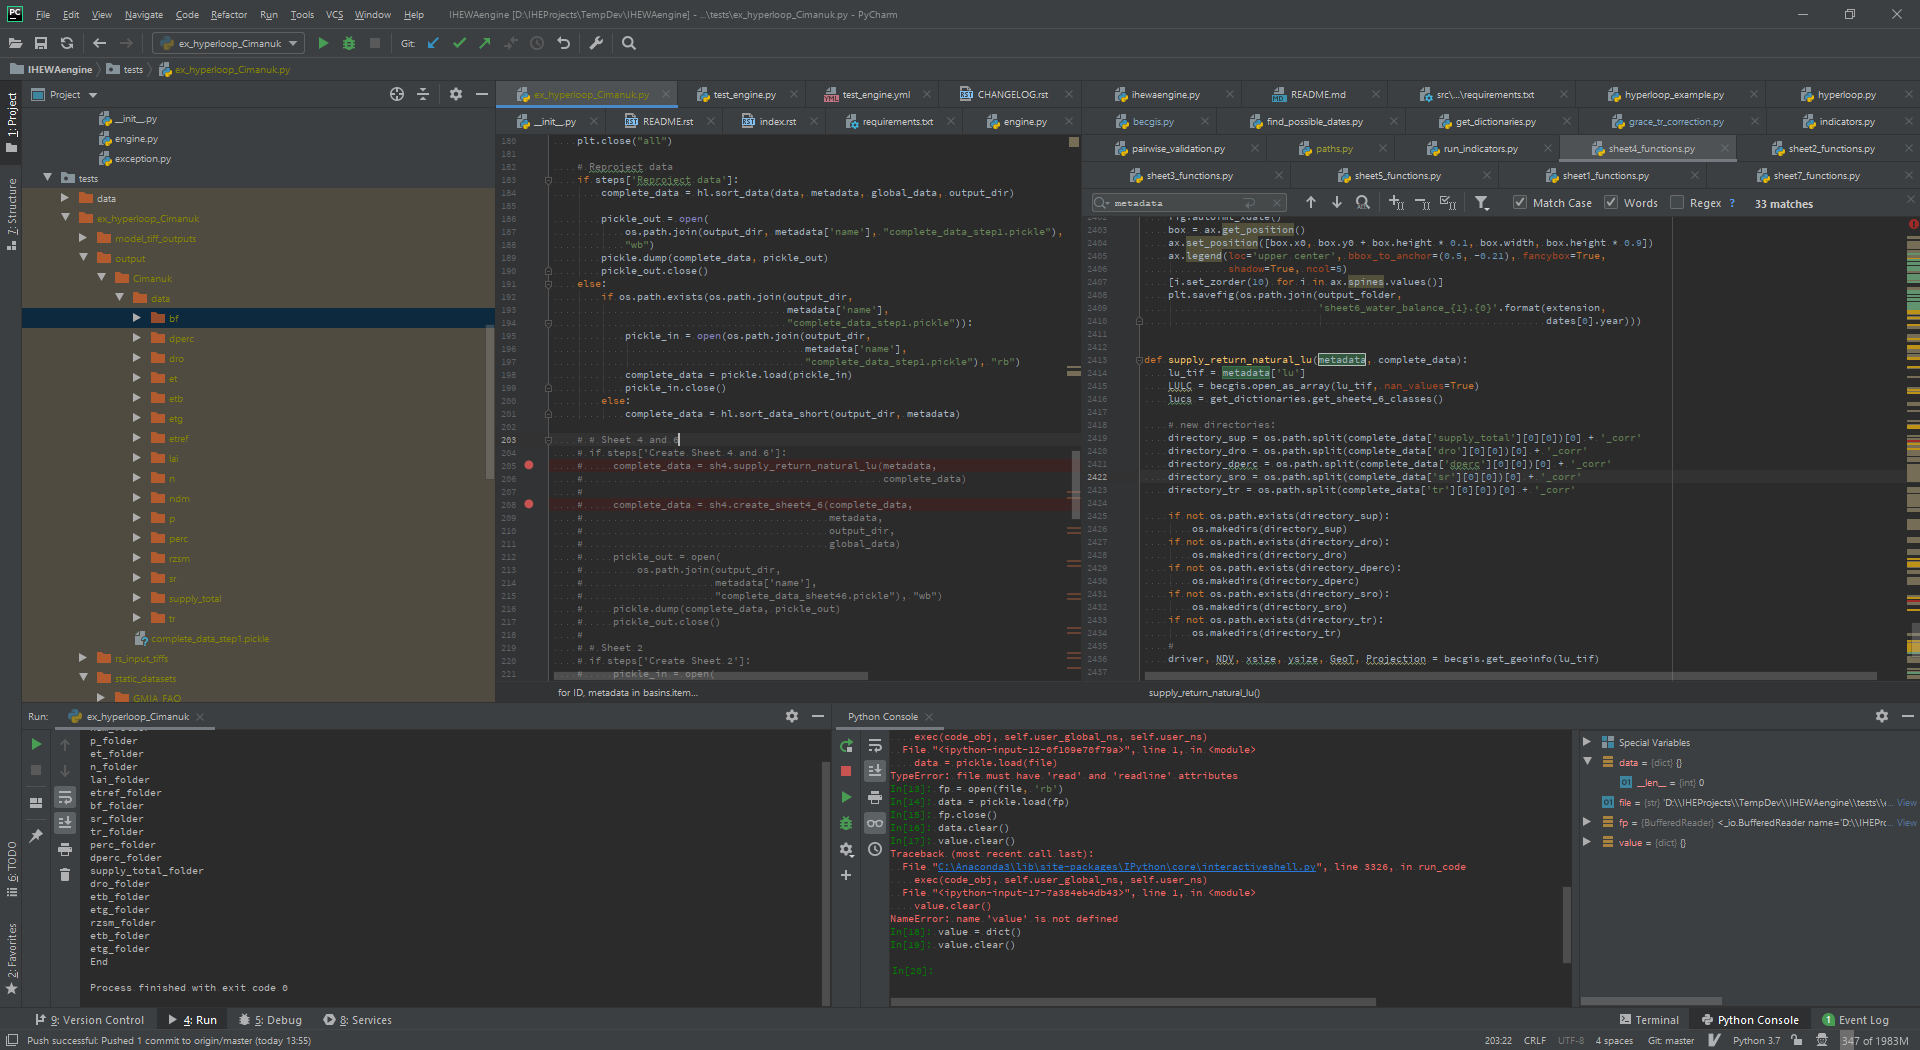 File Edit View Navigate Code Refactor Run Tools VCS Window Help IHEWAengine [D:\IHEProjects\TempDev\IHEWAengine] - ...\tests\ex_hyperloop_Cimanuk.py - PyCharm
ex_hyperloop_Cimanuk Git:
IHEWAengine tests ex_hyperloop_Cimanuk.py
1: Project
7: Structure
6: TODO
2: Favorites
Project
__init__.py
engine.py
exception.py
tests
data
ex_hyperloop_Cimanuk
model_tiff_outputs
output
Cimanuk
data
bf
dperc
dro
et
etb
etg
etref
lai
n
ndm
p
perc
rzsm
sr
supply_total
tr
complete_data_step1.pickle
rs_input_tiffs
static_datasets
GMIA_FAO
ex_hyperloop_Cimanuk.py test_engine.py test_engine.yml CHANGELOG.rst
__init__.py README.rst index.rst requirements.txt engine.py
180 plt.close("all")
181
182 # Reproject data
183 if steps['Reproject data']:
184 complete_data = hl.sort_data(data, metadata, global_data, output_dir)
185
186 pickle_out = open(
187 os.path.join(output_dir, metadata['name'], "complete_data_step1.pickle"),
188 "wb")
189 pickle.dump(complete_data, pickle_out)
190 pickle_out.close()
191 else:
192 if os.path.exists(os.path.join(output_dir,
193 metadata['name'],
194 "complete_data_step1.pickle")):
195 pickle_in = open(os.path.join(output_dir,
196 metadata['name'],
197 "complete_data_step1.pickle"), "rb")
198 complete_data = pickle.load(pickle_in)
199 pickle_in.close()
200 else:
201 complete_data = hl.sort_data_short(output_dir, metadata)
202
203 # # Sheet 4 and 6
204 # if steps['Create Sheet 4 and 6']:
205 # complete_data = sh4.supply_return_natural_lu(metadata,
206 # complete_data)
207 #
208 # complete_data = sh4.create_sheet4_6(complete_data,
209 # metadata,
210 # output_dir,
211 # global_data)
212 # pickle_out = open(
213 # os.path.join(output_dir,
214 # metadata['name'],
215 # "complete_data_sheet46.pickle"), "wb")
216 # pickle.dump(complete_data, pickle_out)
217 # pickle_out.close()
218 #
219 # # Sheet 2
220 # if steps['Create Sheet 2']:
221 # pickle_in = open(
for ID, metadata in basins.item...
ihewaengine.py README.md src\...\requirements.txt hyperloop_example.py hyperloop.py
becgis.py find_possible_dates.py get_dictionaries.py grace_tr_correction.py indicators.py
pairwise_validation.py paths.py run_indicators.py sheet4_functions.py sheet2_functions.py
sheet3_functions.py sheet5_functions.py sheet1_functions.py sheet7_functions.py
metadata Match Case Words Regex ? 33 matches
2402 fig.autofmt_xdate()
2403 box = ax.get_position()
2404 ax.set_position([box.x0, box.y0 + box.height * 0.1, box.width, box.height * 0.9])
2405 ax.legend(loc='upper center', bbox_to_anchor=(0.5, -0.21), fancybox=True,
2406 shadow=True, ncol=5)
2407 [i.set_zorder(10) for i in ax.spines.values()]
2408 plt.savefig(os.path.join(output_folder,
2409 'sheet6_water_balance_{1}.{0}'.format(extension,
2410 dates[0].year)))
2411
2412
2413 def supply_return_natural_lu(metadata, complete_data):
2414 lu_tif = metadata['lu']
2415 LULC = becgis.open_as_array(lu_tif, nan_values=True)
2416 lucs = get_dictionaries.get_sheet4_6_classes()
2417
2418 # new directories:
2419 directory_sup = os.path.split(complete_data['supply_total'][0][0])[0] + '_corr'
2420 directory_dro = os.path.split(complete_data['dro'][0][0])[0] + '_corr'
2421 directory_dperc = os.path.split(complete_data['dperc'][0][0])[0] + '_corr'
2422 directory_sro = os.path.split(complete_data['sr'][0][0])[0] + '_corr'
2423 directory_tr = os.path.split(complete_data['tr'][0][0])[0] + '_corr'
2424
2425 if not os.path.exists(directory_sup):
2426 os.makedirs(directory_sup)
2427 if not os.path.exists(directory_dro):
2428 os.makedirs(directory_dro)
2429 if not os.path.exists(directory_dperc):
2430 os.makedirs(directory_dperc)
2431 if not os.path.exists(directory_sro):
2432 os.makedirs(directory_sro)
2433 if not os.path.exists(directory_tr):
2434 os.makedirs(directory_tr)
2435 #
2436 driver, NDV, xsize, ysize, GeoT, Projection = becgis.get_geoinfo(lu_tif)
2437
supply_return_natural_lu()
Run: ex_hyperloop_Cimanuk
p_folder
et_folder
n_folder
lai_folder
etref_folder
bf_folder
sr_folder
tr_folder
perc_folder
dperc_folder
supply_total_folder
dro_folder
etb_folder
etg_folder
rzsm_folder
etb_folder
etg_folder
End
Process finished with exit code 0
Python Console
exec(code_obj, self.user_global_ns, self.user_ns)
File "<ipython-input-12-0f109e70f79a>", line 1, in <module>
data = pickle.load(file)
TypeError: file must have 'read' and 'readline' attributes
In[13]: fp = open(file, 'rb')
In[14]: data = pickle.load(fp)
In[15]: fp.close()
In[16]: data.clear()
In[17]: value.clear()
Traceback (most recent call last):
File "C:\Anaconda3\lib\site-packages\IPython\core\interactiveshell.py", line 3326, in run_code
exec(code_obj, self.user_global_ns, self.user_ns)
File "<ipython-input-17-7a384eb4db43>", line 1, in <module>
value.clear()
NameError: name 'value' is not defined
In[18]: value = dict()
In[19]: value.clear()
In[20]:
Special Variables
data = {dict} {}
__len__ = {int} 0
file = {str} 'D:\\IHEProjects\\TempDev\\IHEWAengine\\tests\\e... View
fp = {BufferedReader} <_io.BufferedReader name='D:\\IHEPr... View
value = {dict} {}
9: Version Control 4: Run 5: Debug 8: Services Terminal Python Console 1 Event Log
Push successful: Pushed 1 commit to origin/master (today 13:55) 203:22 CRLF UTF-8 4 spaces Git: master Python 3.7 347 of 1983M